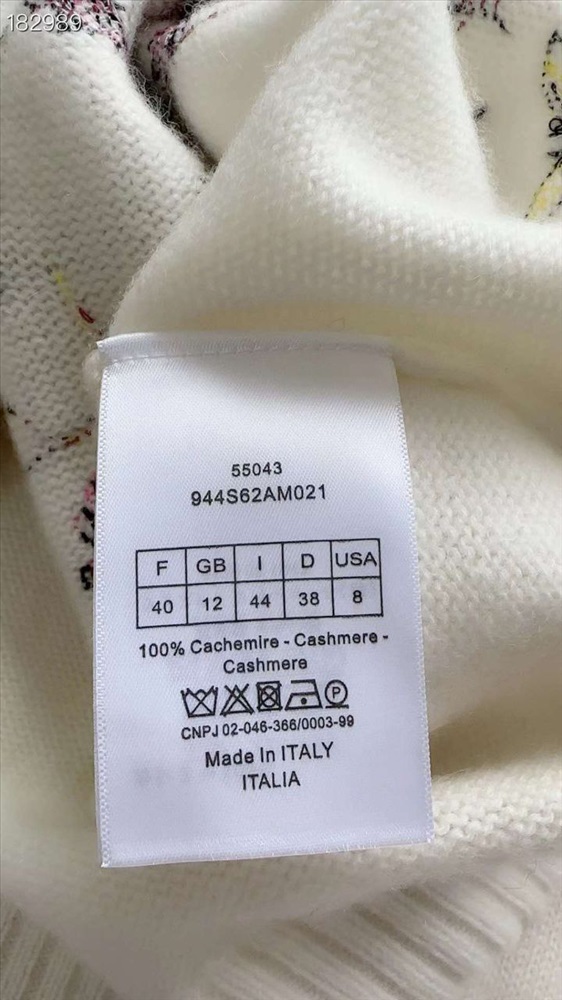 182989
55043
944S62AM021
F GB I D USA
40 12 44 38 8
100% Cachemire - Cashmere -
Cashmere
P
CNPJ 02-046-366/0003-99
Made In ITALY
ITALIA